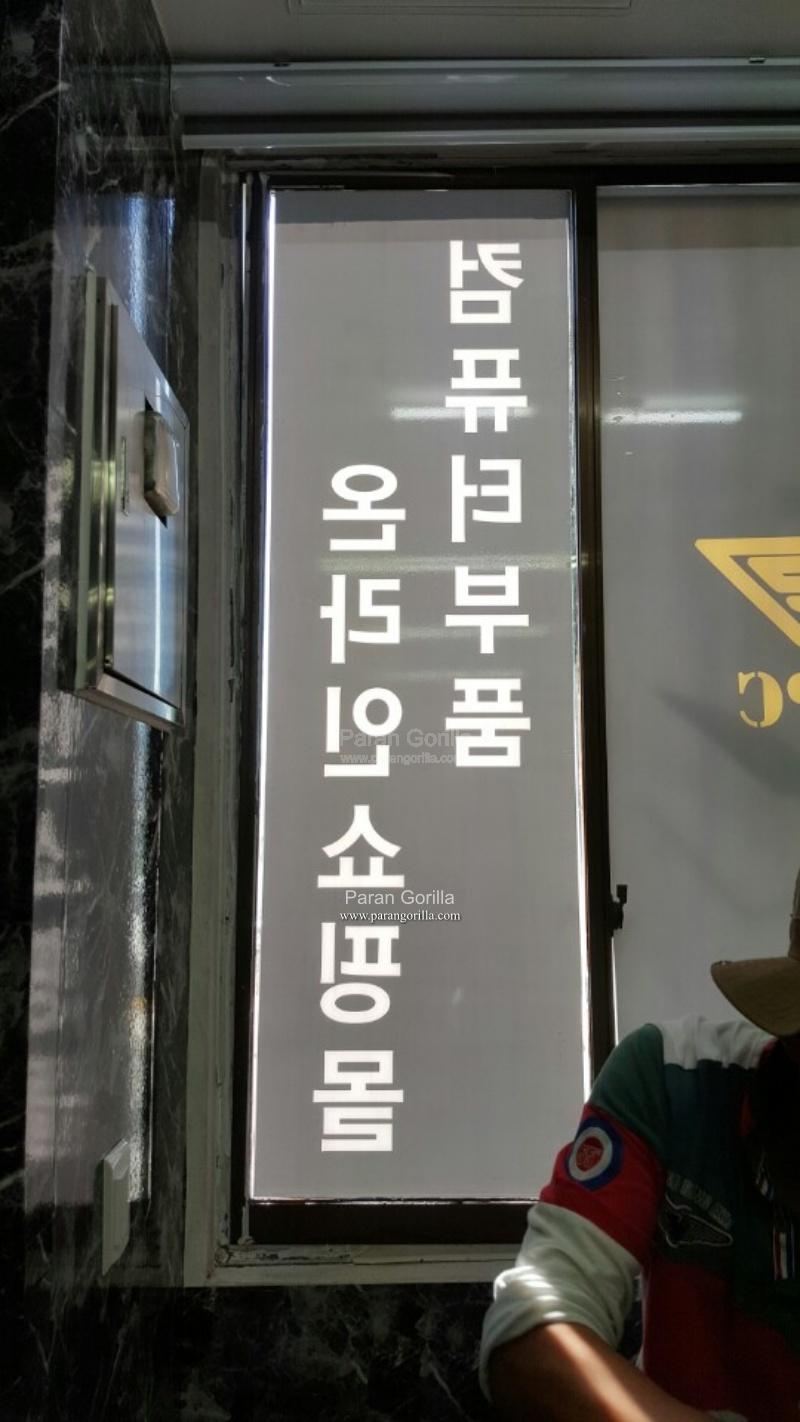 컴퓨터부품
온라인쇼핑몰
PC
Paran Gorilla
www.parangorilla.com
Paran Gorilla
www.parangorilla.com